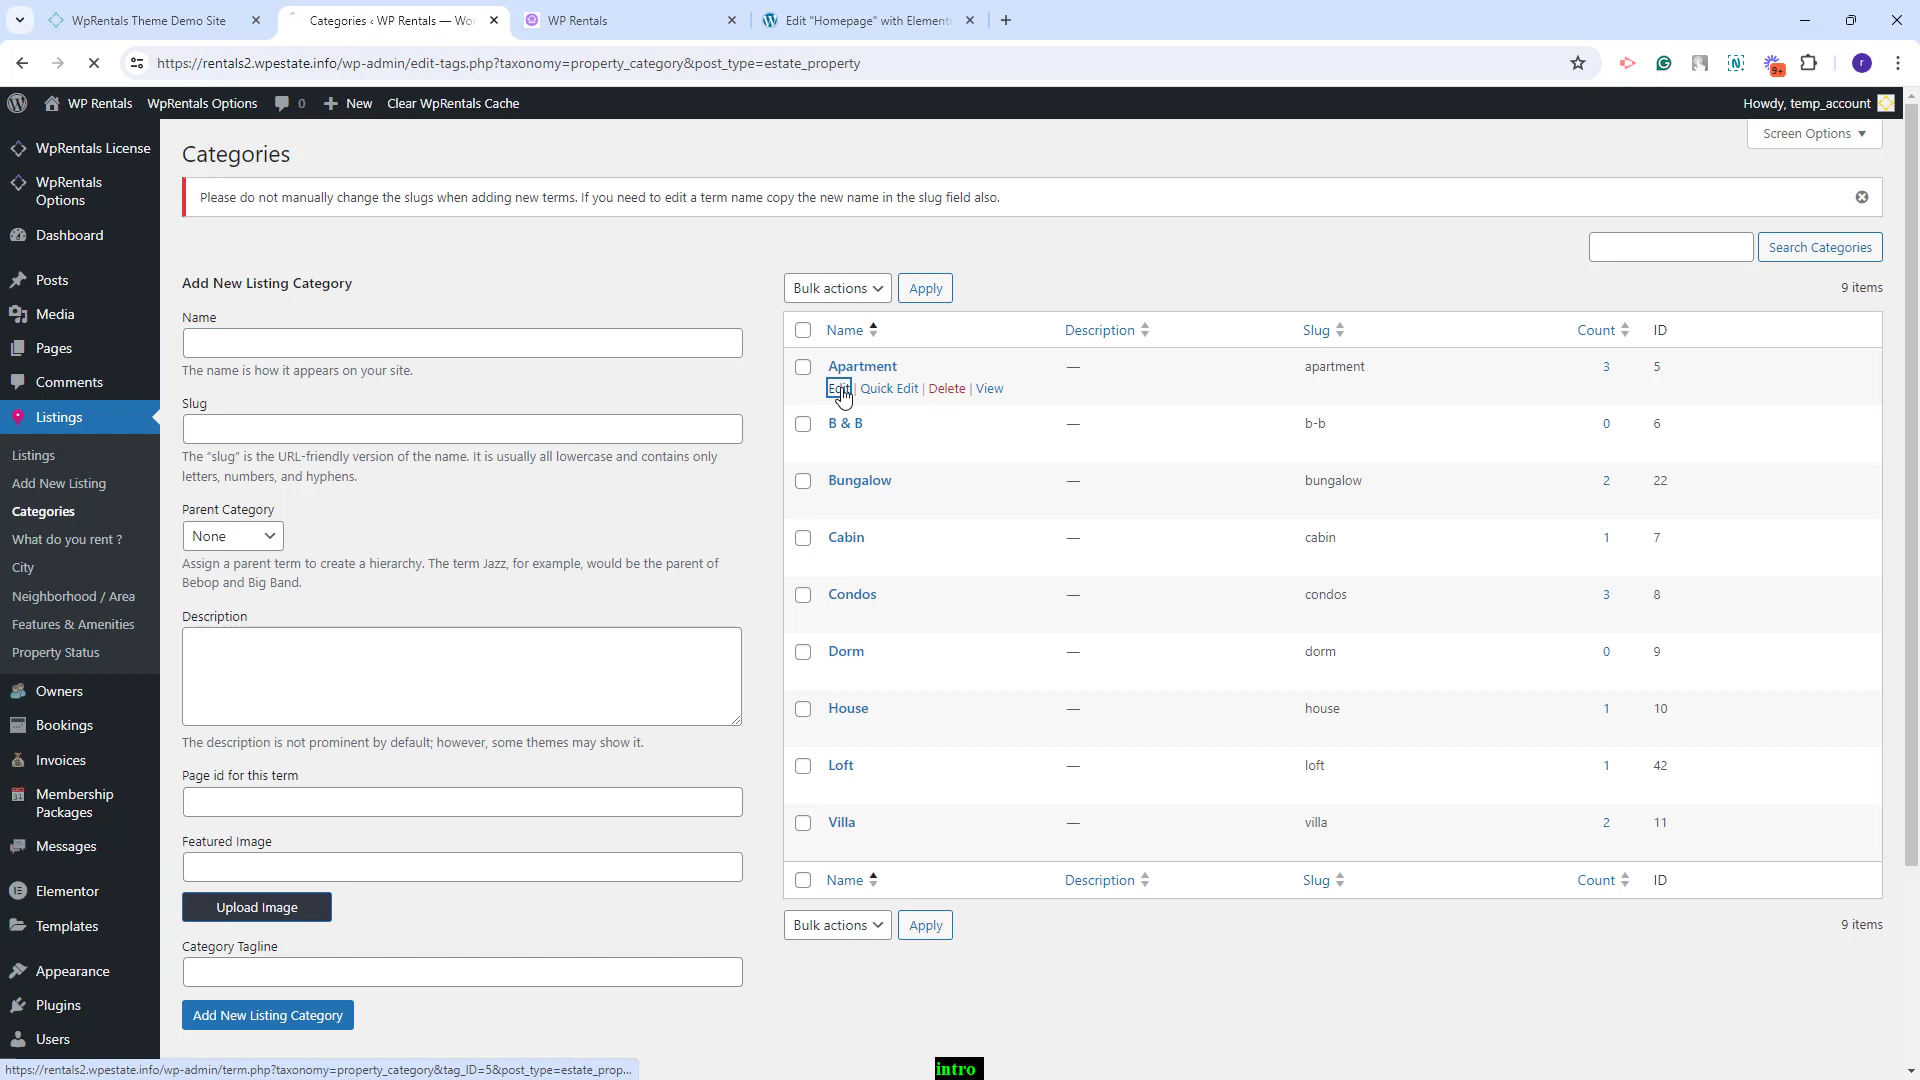 WpRentals Theme Demo Site
Categories ‹ WP Rentals — Wo
WP Rentals
Edit "Homepage" with Element
https://rentals2.wpestate.info/wp-admin/edit-tags.php?taxonomy=property_category&post_type=estate_property
9+
r
WP Rentals
WpRentals Options
0
New
Clear WpRentals Cache
Howdy, temp_account
WpRentals License
WpRentals Options
Dashboard
Posts
Media
Pages
Comments
Listings
Listings
Add New Listing
Categories
What do you rent ?
City
Neighborhood / Area
Features & Amenities
Property Status
Owners
Bookings
Invoices
Membership Packages
Messages
Elementor
Templates
Appearance
Plugins
Users
Screen Options
Categories
Please do not manually change the slugs when adding new terms. If you need to edit a term name copy the new name in the slug field also.
Search Categories
Add New Listing Category
Name
The name is how it appears on your site.
Slug
The “slug” is the URL-friendly version of the name. It is usually all lowercase and contains only
letters, numbers, and hyphens.
Parent Category
None
Assign a parent term to create a hierarchy. The term Jazz, for example, would be the parent of
Bebop and Big Band.
Description
The description is not prominent by default; however, some themes may show it.
Page id for this term
Featured Image
Upload Image
Category Tagline
Add New Listing Category
Bulk actions
Apply
9 items
Name Description Slug Count ID
Apartment — apartment 3 5
Edit | Quick Edit | Delete | View
B & B — b-b 0 6
Bungalow — bungalow 2 22
Cabin — cabin 1 7
Condos — condos 3 8
Dorm — dorm 0 9
House — house 1 10
Loft — loft 1 42
Villa — villa 2 11
Name Description Slug Count ID
Bulk actions
Apply
9 items
https://rentals2.wpestate.info/wp-admin/term.php?taxonomy=property_category&tag_ID=5&post_type=estate_prop...
intro